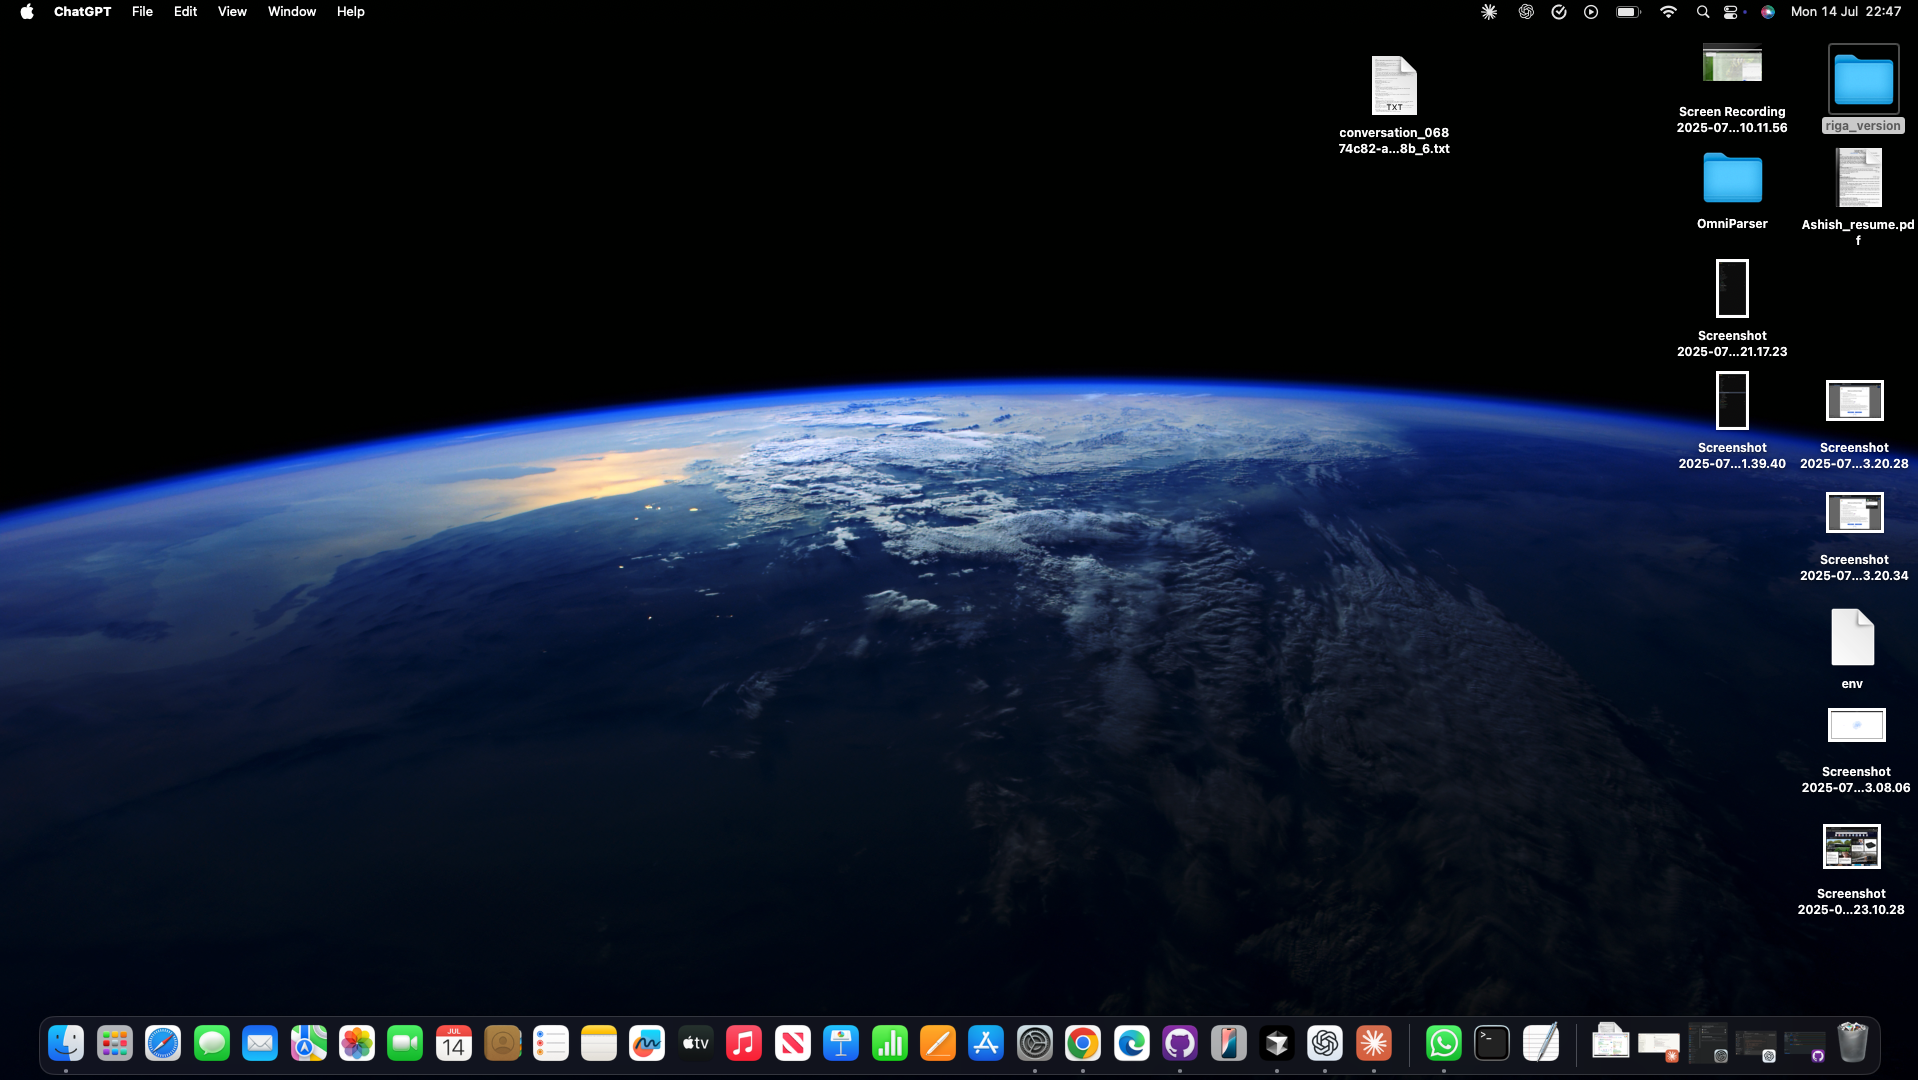 ChatGPT File Edit View Window Help Mon 14 Jul 22:47
TXT
conversation_068
74c82-a...8b_6.txt
Screen Recording
2025-07...10.11.56
riga_version
OmniParser
Ashish_resume.pd
f
Screenshot
2025-07...21.17.23
Screenshot
2025-07...1.39.40
Screenshot
2025-07...3.20.28
Screenshot
2025-07...3.20.34
env
Screenshot
2025-07...3.08.06
Screenshot
2025-0...23.10.28
JUL
14
tv